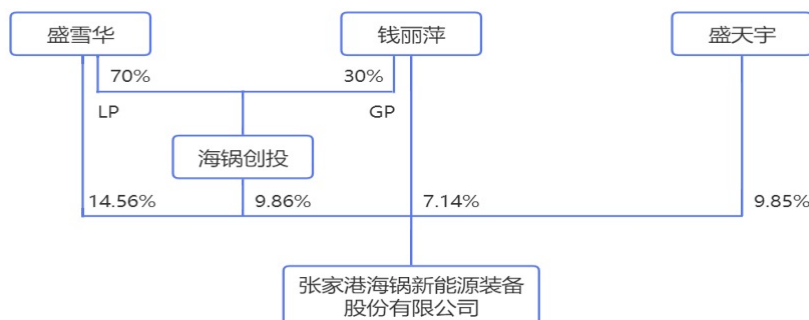 盛雪华
钱丽萍
盛天宇
70%
30%
LP
GP
海锅创投
14.56%
9.86%
7.14%
9.85%
张家港海锅新能源装备
股份有限公司